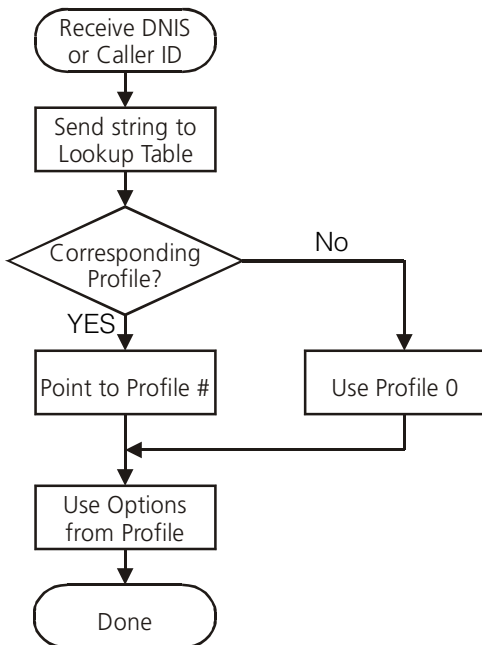 Receive DNIS
or Caller ID
Send string to
Lookup Table
Corresponding
Profile?
No
YES
Point to Profile #
Use Profile 0
Use Options
from Profile
Done